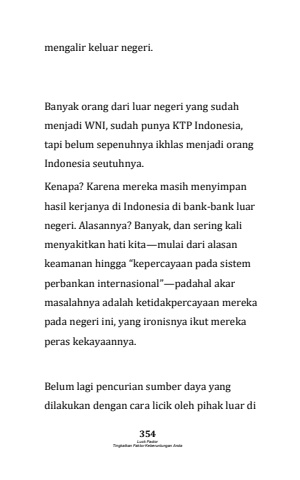 mengalir keluar negeri.
Banyak orang dari luar negeri yang sudah
menjadi WNI, sudah punya KTP Indonesia,
tapi belum sepenuhnya ikhlas menjadi orang
Indonesia seutuhnya.
Kenapa? Karena mereka masih menyimpan
hasil kerjanya di Indonesia di bank-bank luar
negeri. Alasannya? Banyak, dan sering kali
menyakitkan hati kita—mulai dari alasan
keamanan hingga “kepercayaan pada sistem
perbankan internasional”—padahal akar
masalahnya adalah ketidakpercayaan mereka
pada negeri ini, yang ironisnya ikut mereka
peras kekayaannya.
Belum lagi pencurian sumber daya yang
dilakukan dengan cara licik oleh pihak luar di
354
Luck Factor
Tingkatkan Faktor Keberuntungan Anda